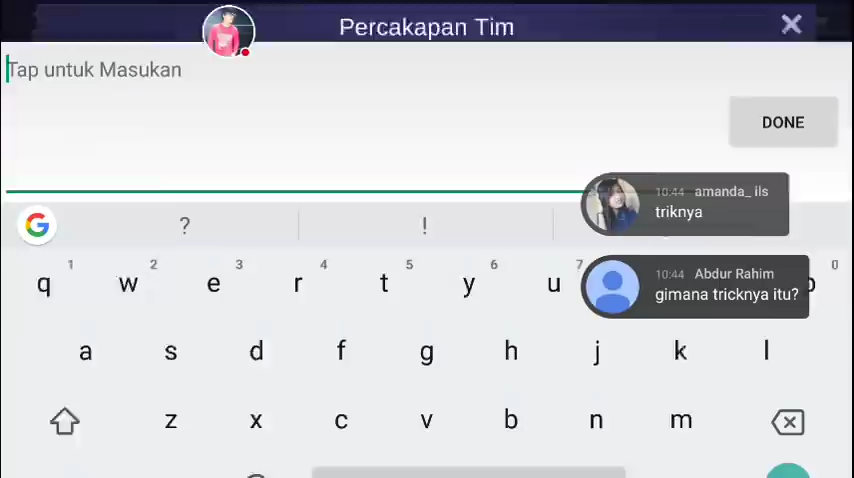 Percakapan Tim
Tap untuk Masukan
DONE
10:44 amanda_ ils
triknya
? !
10:44 Abdur Rahim
gimana tricknya itu?
1 2 3 4 5 6 7 0
q w e r t y u p
a s d f g h j k l
z x c v b n m